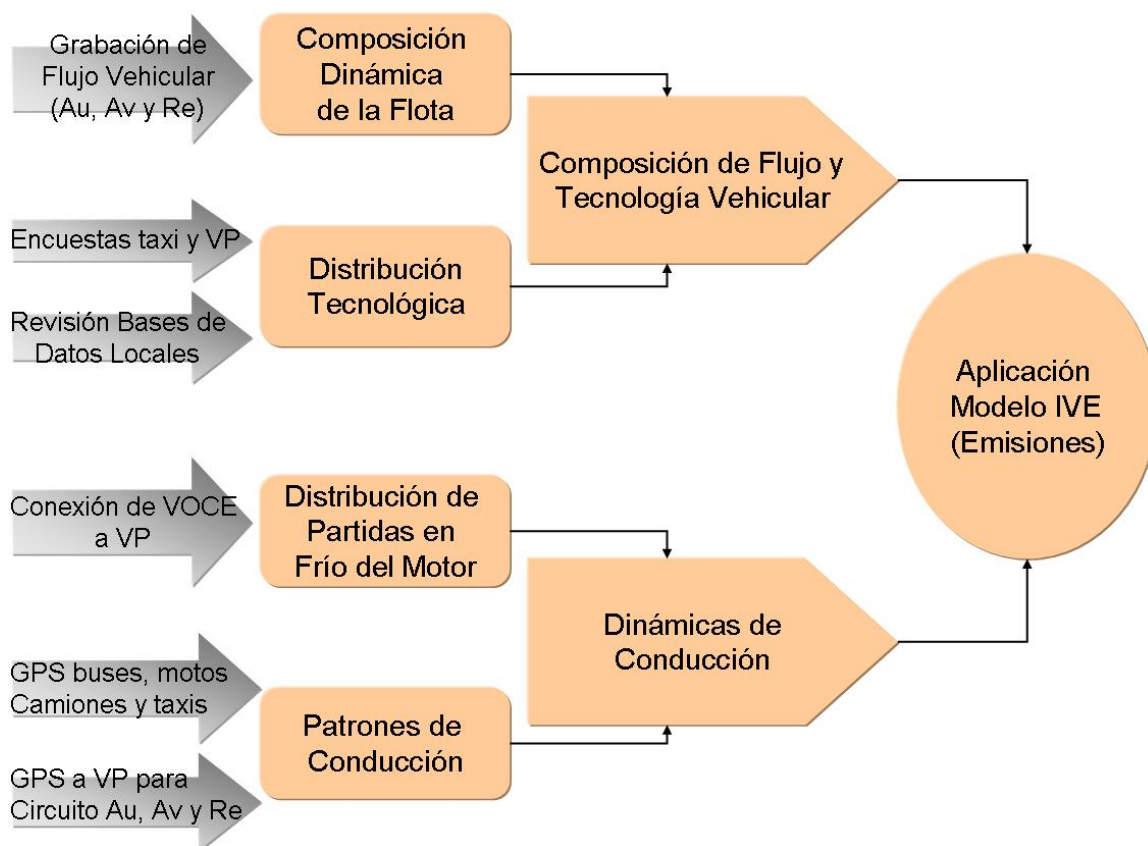 Grabación de
Flujo Vehicular
(Au, Av y Re)
Composición
Dinámica
de la Flota
Composición de Flujo y
Tecnología Vehicular
Encuestas taxi y VP
Distribución
Tecnológica
Revisión Bases de
Datos Locales
Aplicación
Modelo IVE
(Emisiones)
Conexión de VOCE
a VP
Distribución de
Partidas en
Frío del Motor
Dinámicas de
Conducción
GPS buses, motos
Camiones y taxis
Patrones de
Conducción
GPS a VP para
Circuito Au, Av y Re